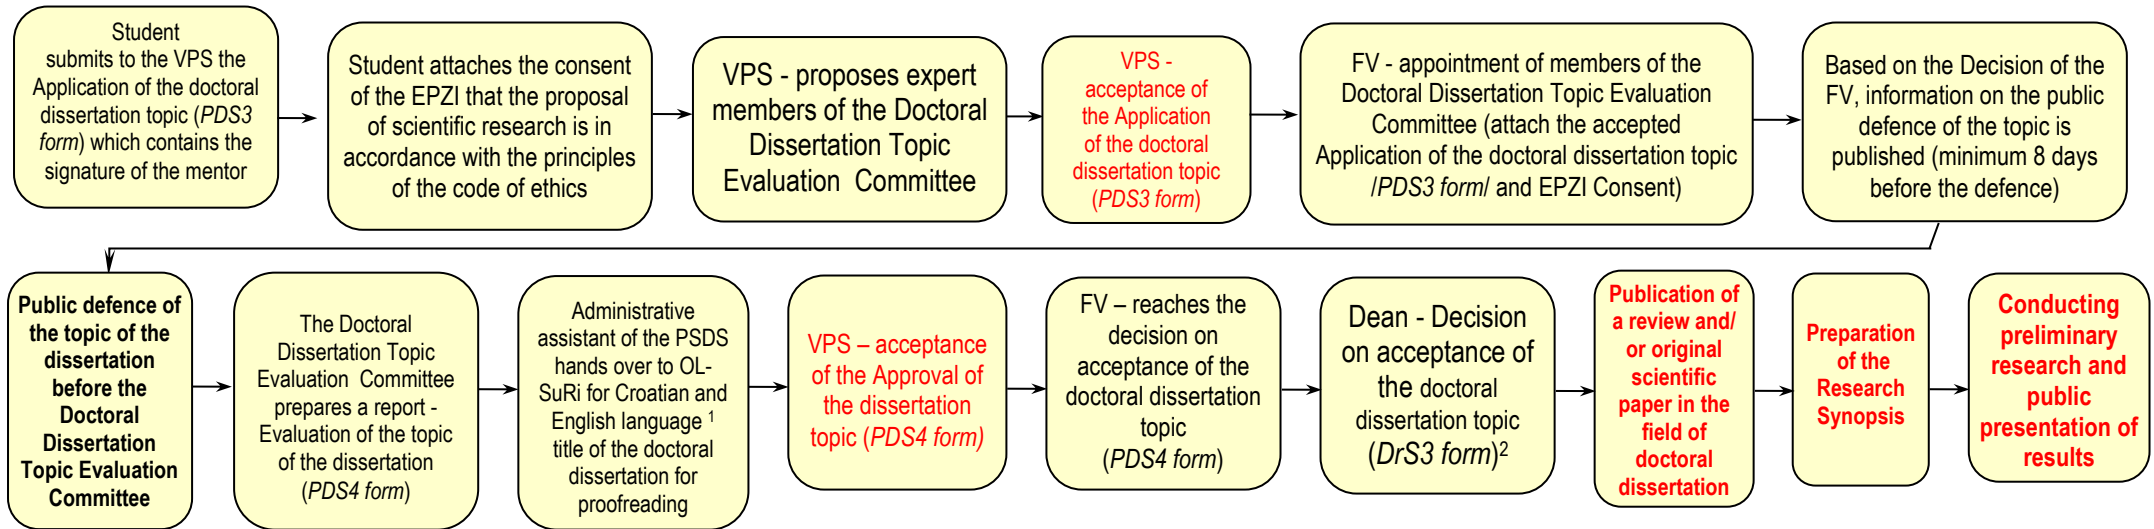 Student
submits to the VPS the
Application of the doctoral
dissertation topic (PDS3
form) which contains the
signature of the mentor
Student attaches the consent
of the EPZI that the proposal
of scientific research is in
accordance with the principles
of the code of ethics
VPS - proposes expert
members of the Doctoral
Dissertation Topic
Evaluation Committee
VPS -
acceptance of
the Application
of the doctoral
dissertation topic
(PDS3 form)
FV - appointment of members of the
Doctoral Dissertation Topic Evaluation
Committee (attach the accepted
Application of the doctoral dissertation topic
/PDS3 form/ and EPZI Consent)
Based on the Decision of the
FV, information on the public
defence of the topic is
published (minimum 8 days
before the defence)
Public defence of
the topic of the
dissertation
before the
Doctoral
Dissertation
Topic Evaluation
Committee
The Doctoral
Dissertation Topic
Evaluation Committee
prepares a report -
Evaluation of the topic
of the dissertation
(PDS4 form)
Administrative
assistant of the PSDS
hands over to OL-
SuRi for Croatian and
English language 1
title of the doctoral
dissertation for
proofreading
VPS – acceptance
of the Approval of
the dissertation
topic (PDS4 form)
FV – reaches the
decision on
acceptance of the
doctoral dissertation
topic
(PDS4 form)
Dean - Decision
on acceptance of
the doctoral
dissertation topic
(DrS3 form)2
Publication of
a review and/
or original
scientific
paper in the
field of
doctoral
dissertation
Preparation
of the
Research
Synopsis
Conducting
preliminary
research and
public
presentation of
results